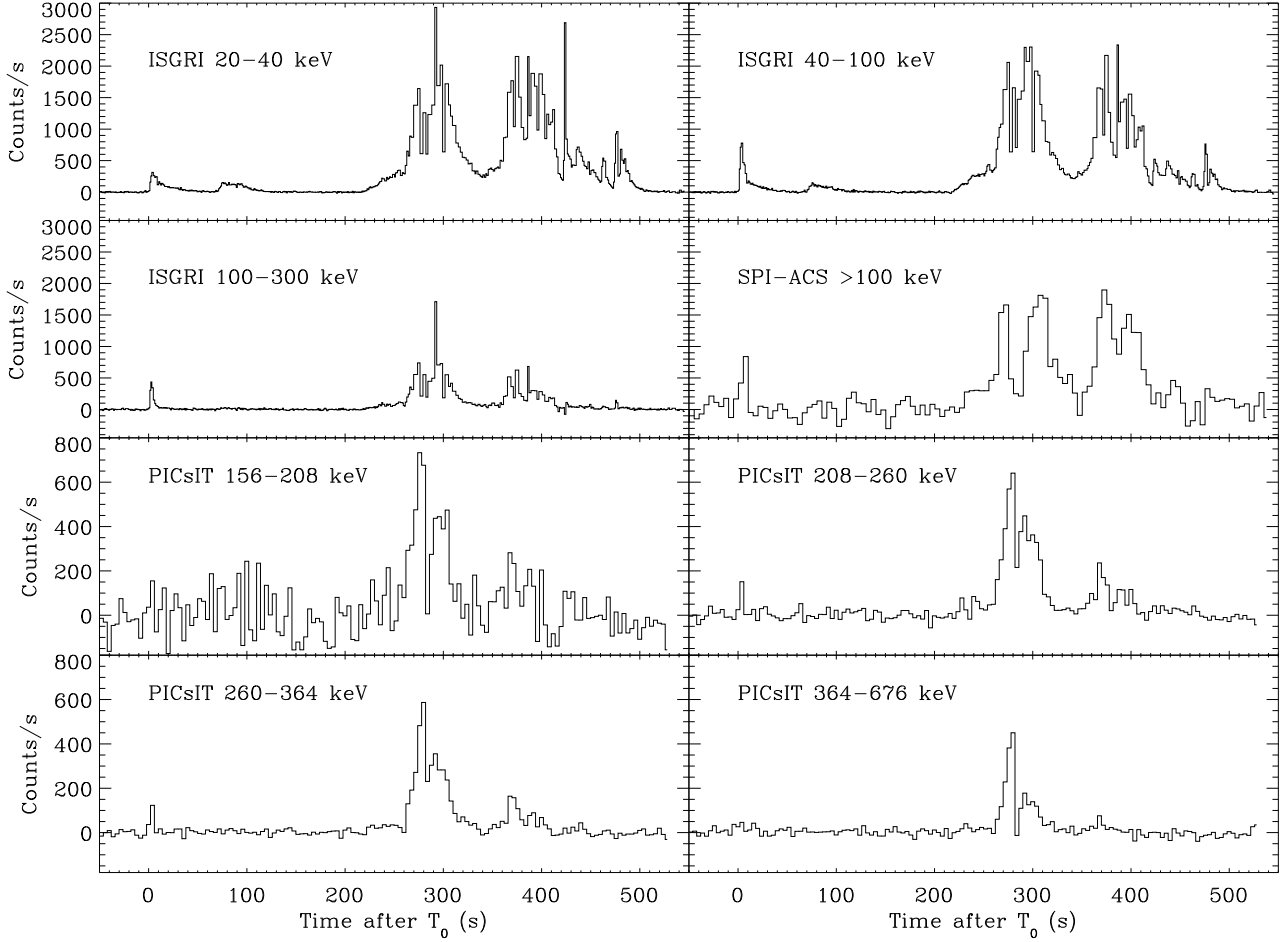 3000
2500
2000
1500
1000
500
0
Counts/s
ISGRI 20−40 keV
ISGRI 40−100 keV
3000
2500
2000
1500
1000
500
0
Counts/s
ISGRI 100−300 keV
SPI−ACS >100 keV
800
600
400
200
0
Counts/s
PICsIT 156−208 keV
PICsIT 208−260 keV
800
600
400
200
0
Counts/s
PICsIT 260−364 keV
PICsIT 364−676 keV
0 100 200 300 400 500
0 100 200 300 400 500
Time after T0 (s)
Time after T0 (s)